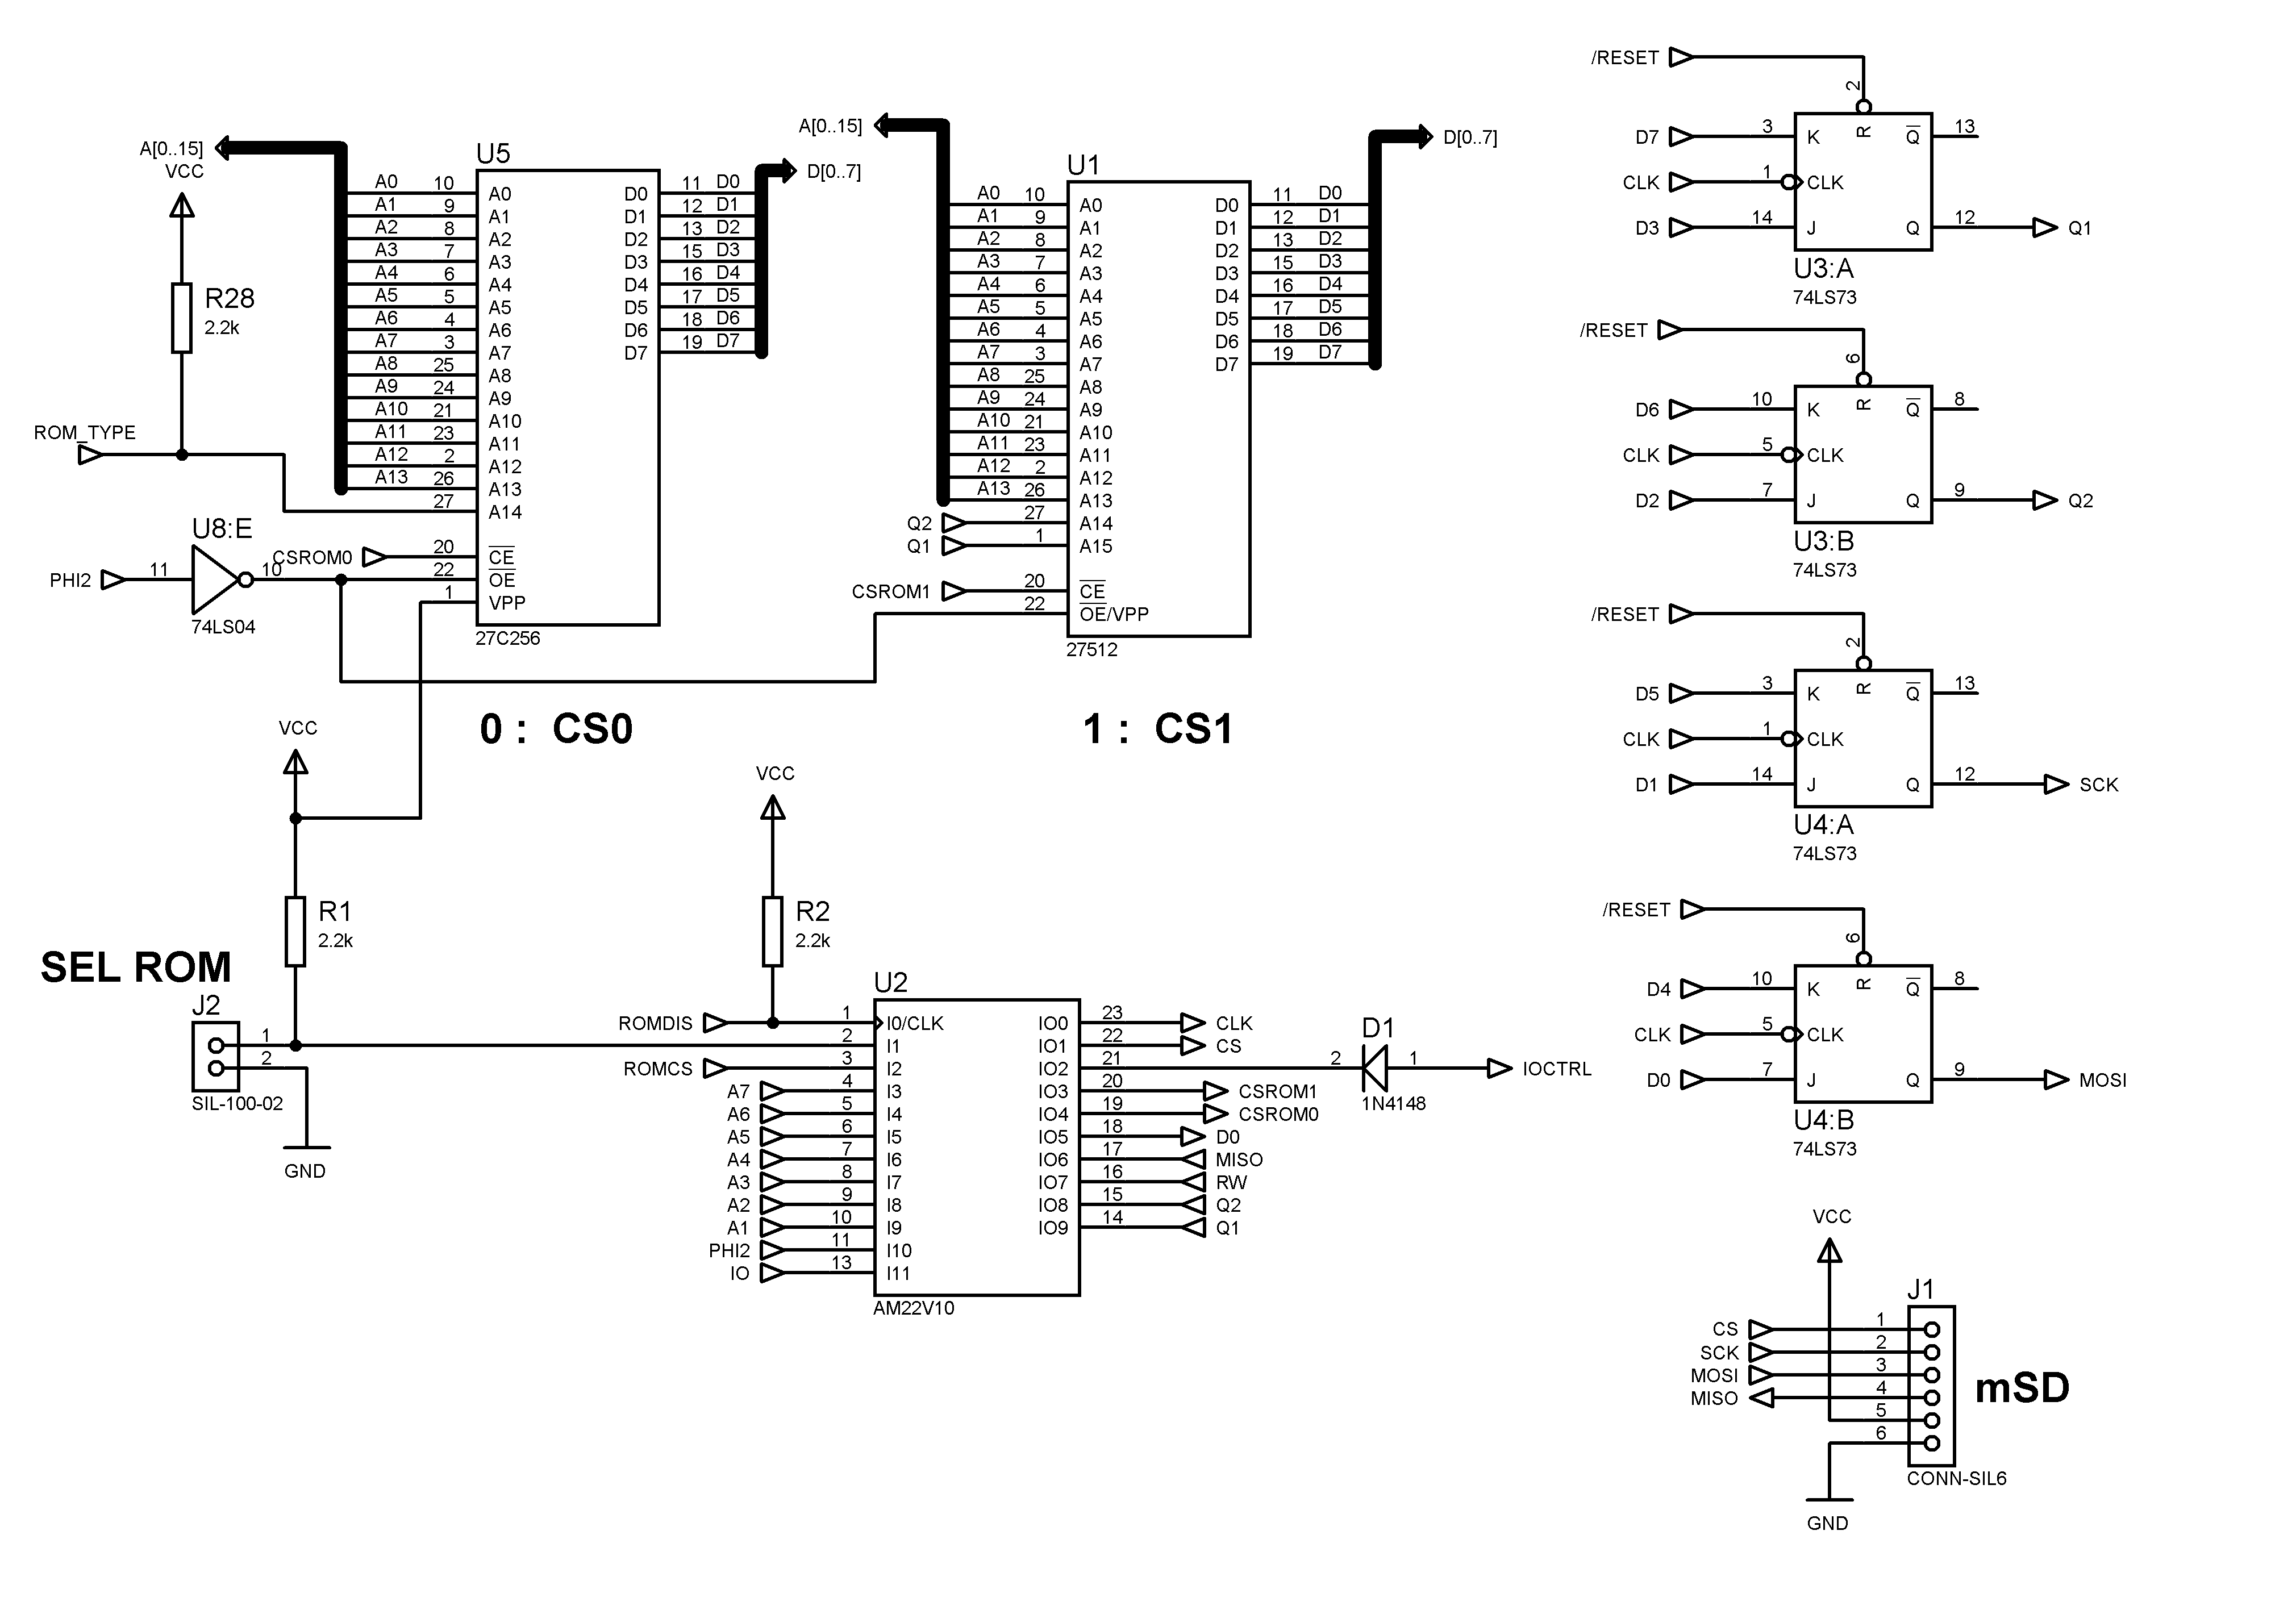 A[0..15]
VCC
R28
2.2k
ROM_TYPE
U5
A0 10 A0 D0 11 D0
A1 9 A1 D1 12 D1
A2 8 A2 D2 13 D2
A3 7 A3 D3 15 D3
A4 6 A4 D4 16 D4
A5 5 A5 D5 17 D5
A6 4 A6 D6 18 D6
A7 3 A7 D7 19 D7
A8 25 A8
A9 24 A9
A10 21 A10
A11 23 A11
A12 2 A12
A13 26 A13
27 A14
CSROM0 20 CE
22 OE
1 VPP
27C256
D[0..7]
U8:E
PHI2 11 10
74LS04
0 : CS0
A[0..15]
U1
A0 10 A0 D0 11 D0
A1 9 A1 D1 12 D1
A2 8 A2 D2 13 D2
A3 7 A3 D3 15 D3
A4 6 A4 D4 16 D4
A5 5 A5 D5 17 D5
A6 4 A6 D6 18 D6
A7 3 A7 D7 19 D7
A8 25 A8
A9 24 A9
A10 21 A10
A11 23 A11
A12 2 A12
A13 26 A13
Q2 27 A14
Q1 1 A15
CSROM1 20 CE
22 OE/VPP
27512
D[0..7]
1 : CS1
VCC
R1
2.2k
SEL ROM
J2
1
2
SIL-100-02
GND
VCC
R2
2.2k
U2
ROMDIS 1 I0/CLK IO0 23 CLK
2 I1 IO1 22 CS
ROMCS 3 I2 IO2 21
A7 4 I3 IO3 20 CSROM1
A6 5 I4 IO4 19 CSROM0
A5 6 I5 IO5 18 D0
A4 7 I6 IO6 17 MISO
A3 8 I7 IO7 16 RW
A2 9 I8 IO8 15 Q2
A1 10 I9 IO9 14 Q1
PHI2 11 I10
IO 13 I11
AM22V10
D1
2 1 IOCTRL
1N4148
/RESET
2
D7 3 K R Q 13
CLK 1 CLK
D3 14 J Q 12 Q1
U3:A
74LS73
/RESET
6
D6 10 K R Q 8
CLK 5 CLK
D2 7 J Q 9 Q2
U3:B
74LS73
/RESET
2
D5 3 K R Q 13
CLK 1 CLK
D1 14 J Q 12 SCK
U4:A
74LS73
/RESET
6
D4 10 K R Q 8
CLK 5 CLK
D0 7 J Q 9 MOSI
U4:B
74LS73
VCC
J1
CS 1
SCK 2
MOSI 3
MISO 4
5
6
mSD
CONN-SIL6
GND